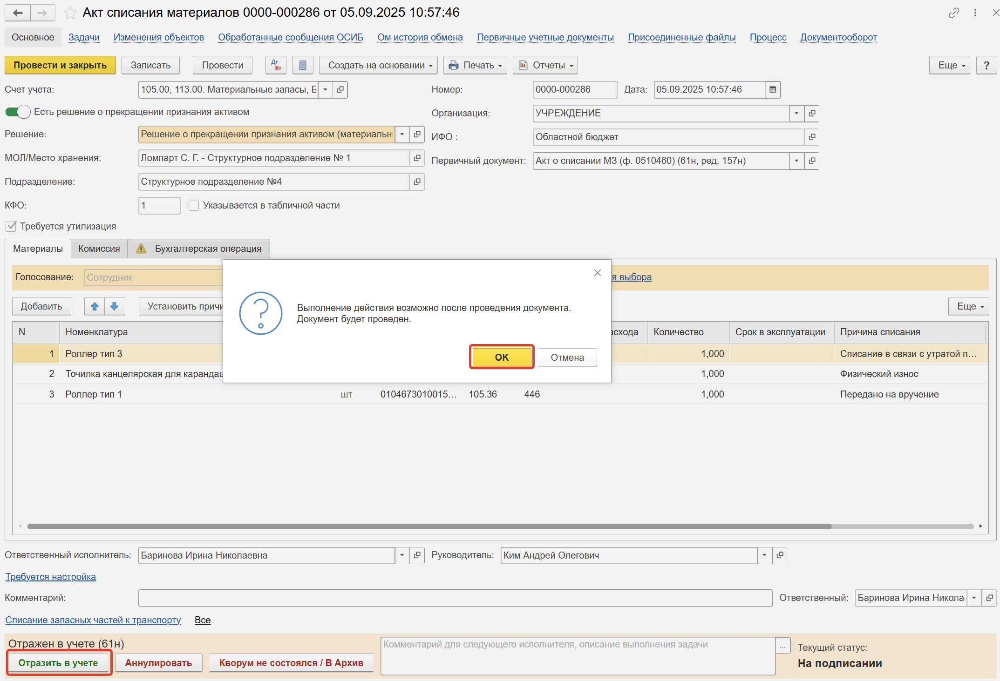 Акт списания материалов 0000-000286 от 05.09.2025 10:57:46
Основное Задачи Изменения объектов Обработанные сообщения ОСИБ Ом история обмена Первичные учетные документы Присоединенные файлы Процесс Документооборот
Провести и закрыть Записать Провести Дт Кт Создать на основании Печать Отчеты Еще ?
Счет учета: 105.00, 113.00. Материальные запасы, Номер: 0000-000286 Дата: 05.09.2025 10:57:46
Есть решение о прекращении признания активом Организация: УЧРЕЖДЕНИЕ
Решение: Решение о прекращении признания активом (материальн ИФО : Областной бюджет
МОЛ/Место хранения: Ломпарт С. Г. - Структурное подразделение № 1 Первичный документ: Акт о списании МЗ (ф. 0510460) (61н, ред. 157н)
Подразделение: Структурное подразделение №4
КФО: 1 Указывается в табличной части
Требуется утилизация
Материалы Комиссия Бухгалтерская операция
Голосование: Сотрудник я выбора
Добавить Установить причи Еще
Выполнение действия возможно после проведения документа.
Документ будет проведен.
OK Отмена
N Номенклатура асхода Количество Срок в эксплуатации Причина списания
1 Роллер тип 3 1,000 Списание в связи с утратой п...
2 Точилка канцелярская для каранда 1,000 Физический износ
3 Роллер тип 1 шт 0104673010015... 105.36 446 1,000 Передано на вручение
Ответственный исполнитель: Баринова Ирина Николаевна Руководитель: Ким Андрей Олегович
Требуется настройка
Комментарий: Ответственный: Баринова Ирина Никола
Списание запасных частей к транспорту Все
Отражен в учете (61н)
Отразить в учете Аннулировать Кворум не состоялся / В Архив
Комментарий для следующего исполнителя, описание выполнения задачи ...
Текущий статус:
На подписании